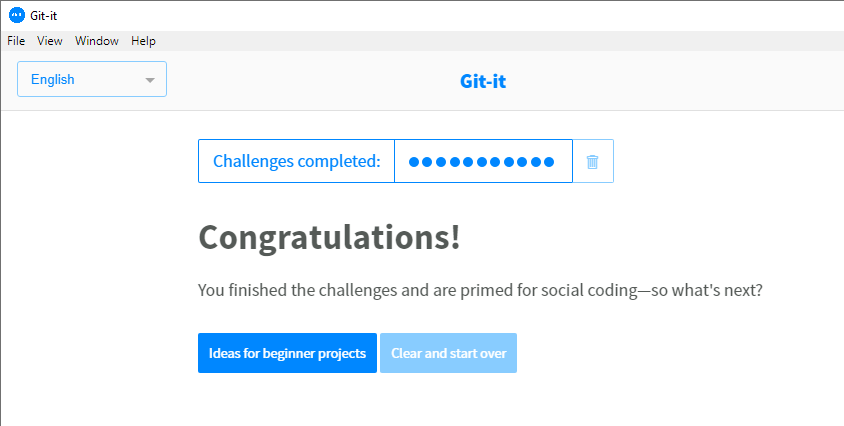 Git-it
File View Window Help
English
Git-it
Challenges completed:
Congratulations!
You finished the challenges and are primed for social coding—so what's next?
Ideas for beginner projects
Clear and start over